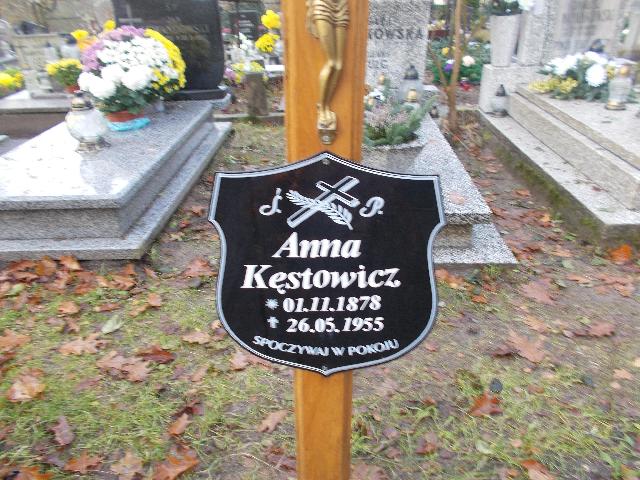 Ś. P.
Anna
Kęstowicz
* 01.11.1878
† 26.05.1955
SPOCZYWAJ W POKOJU